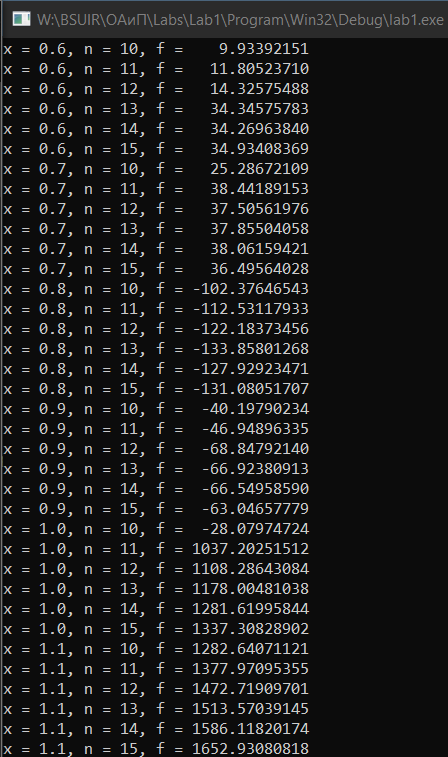 W:\BSUIR\ОАиП\Labs\Lab1\Program\Win32\Debug\lab1.exe
x = 0.6, n = 10, f =    9.93392151
x = 0.6, n = 11, f =   11.80523710
x = 0.6, n = 12, f =   14.32575488
x = 0.6, n = 13, f =   34.34575783
x = 0.6, n = 14, f =   34.26963840
x = 0.6, n = 15, f =   34.93408369
x = 0.7, n = 10, f =   25.28672109
x = 0.7, n = 11, f =   38.44189153
x = 0.7, n = 12, f =   37.50561976
x = 0.7, n = 13, f =   37.85504058
x = 0.7, n = 14, f =   38.06159421
x = 0.7, n = 15, f =   36.49564028
x = 0.8, n = 10, f = -102.37646543
x = 0.8, n = 11, f = -112.53117933
x = 0.8, n = 12, f = -122.18373456
x = 0.8, n = 13, f = -133.85801268
x = 0.8, n = 14, f = -127.92923471
x = 0.8, n = 15, f = -131.08051707
x = 0.9, n = 10, f =  -40.19790234
x = 0.9, n = 11, f =  -46.94896335
x = 0.9, n = 12, f =  -68.84792140
x = 0.9, n = 13, f =  -66.92380913
x = 0.9, n = 14, f =  -66.54958590
x = 0.9, n = 15, f =  -63.04657779
x = 1.0, n = 10, f =  -28.07974724
x = 1.0, n = 11, f = 1037.20251512
x = 1.0, n = 12, f = 1108.28643084
x = 1.0, n = 13, f = 1178.00481038
x = 1.0, n = 14, f = 1281.61995844
x = 1.0, n = 15, f = 1337.30828902
x = 1.1, n = 10, f = 1282.64071121
x = 1.1, n = 11, f = 1377.97095355
x = 1.1, n = 12, f = 1472.71909701
x = 1.1, n = 13, f = 1513.57039145
x = 1.1, n = 14, f = 1586.11820174
x = 1.1, n = 15, f = 1652.93080818